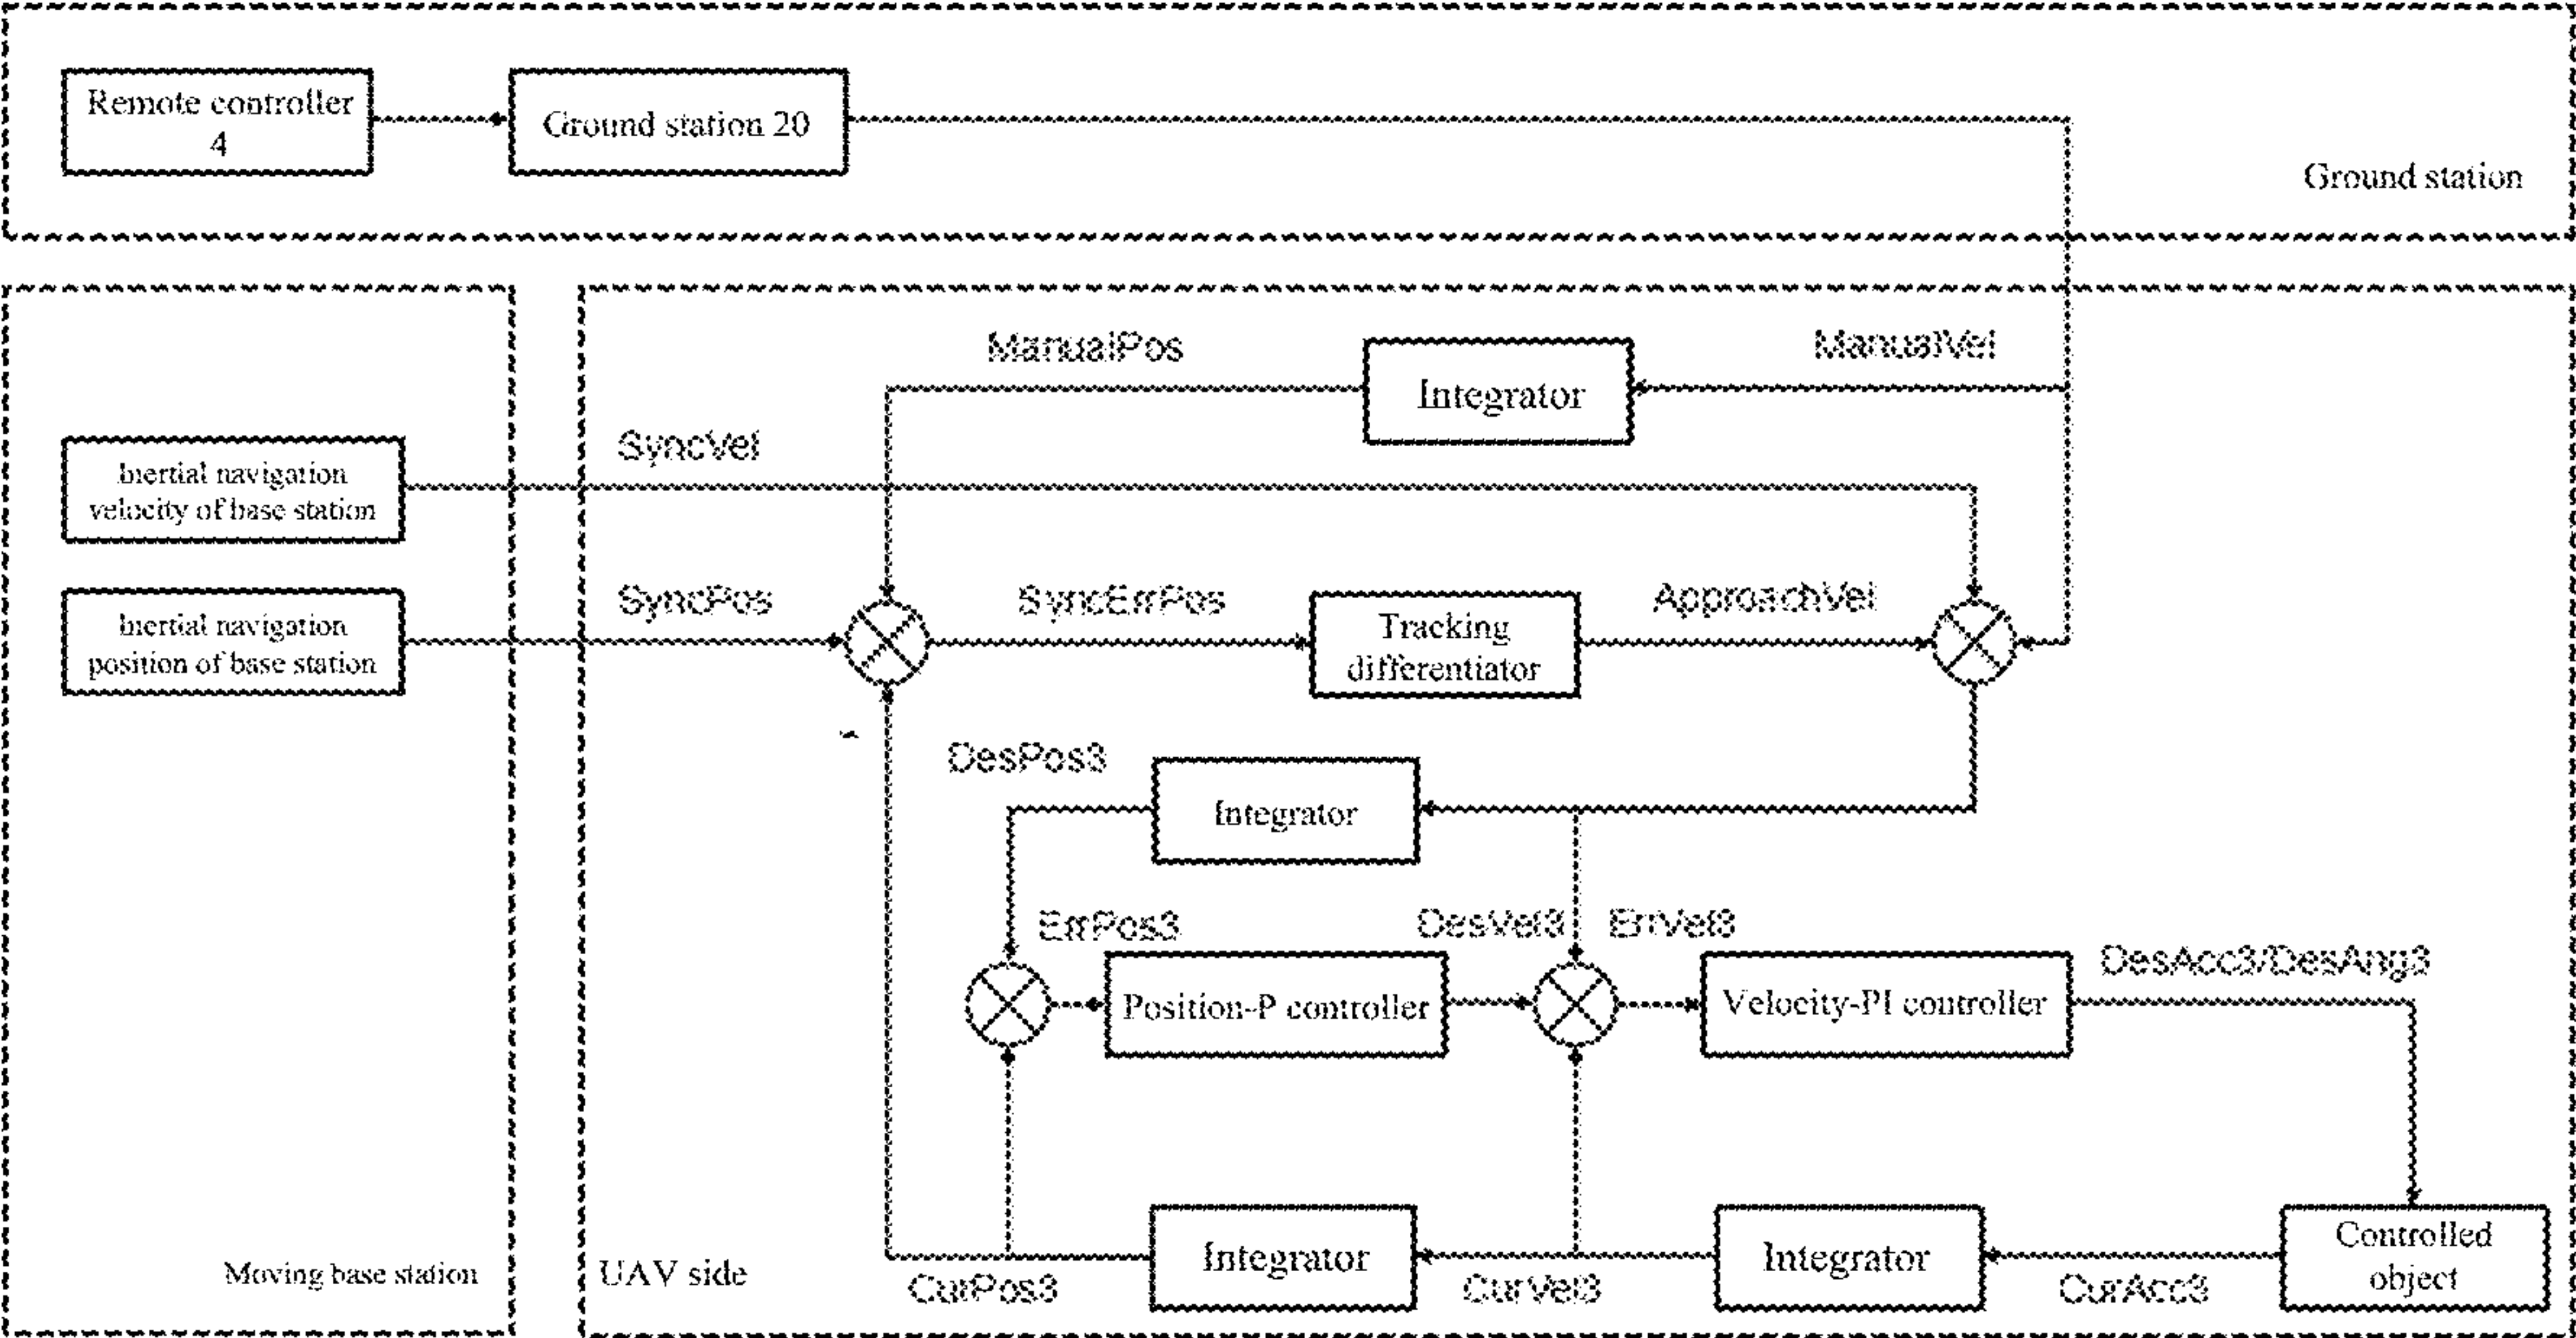 Remote controller
4
Ground station 20
Ground station
ManualPos
ManualVel
Integrator
SyncVel
Inertial navigation
velocity of base station
SyncPos
SyncErrPos
ApproachVel
Inertial navigation
position of base station
Tracking
differentiator
DesPos3
Integrator
ErrPos3
DesVel3
ErrVel3
DesAcc3/DesAng3
Position-P controller
Velocity-PI controller
Moving base station
UAV side
CurPos3
Integrator
CurVel3
Integrator
CurAcc3
Controlled
object